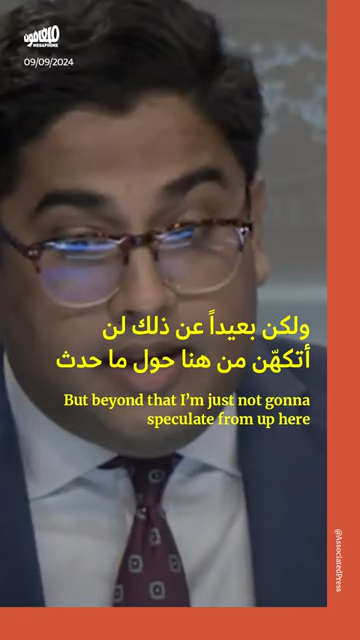 ميغافون
MEGAPHONE
09/09/2024
ولكن بعيداً عن ذلك لن
أتكهّن من هنا حول ما حدث
But beyond that I’m just not gonna
speculate from up here
@AssociatedPress